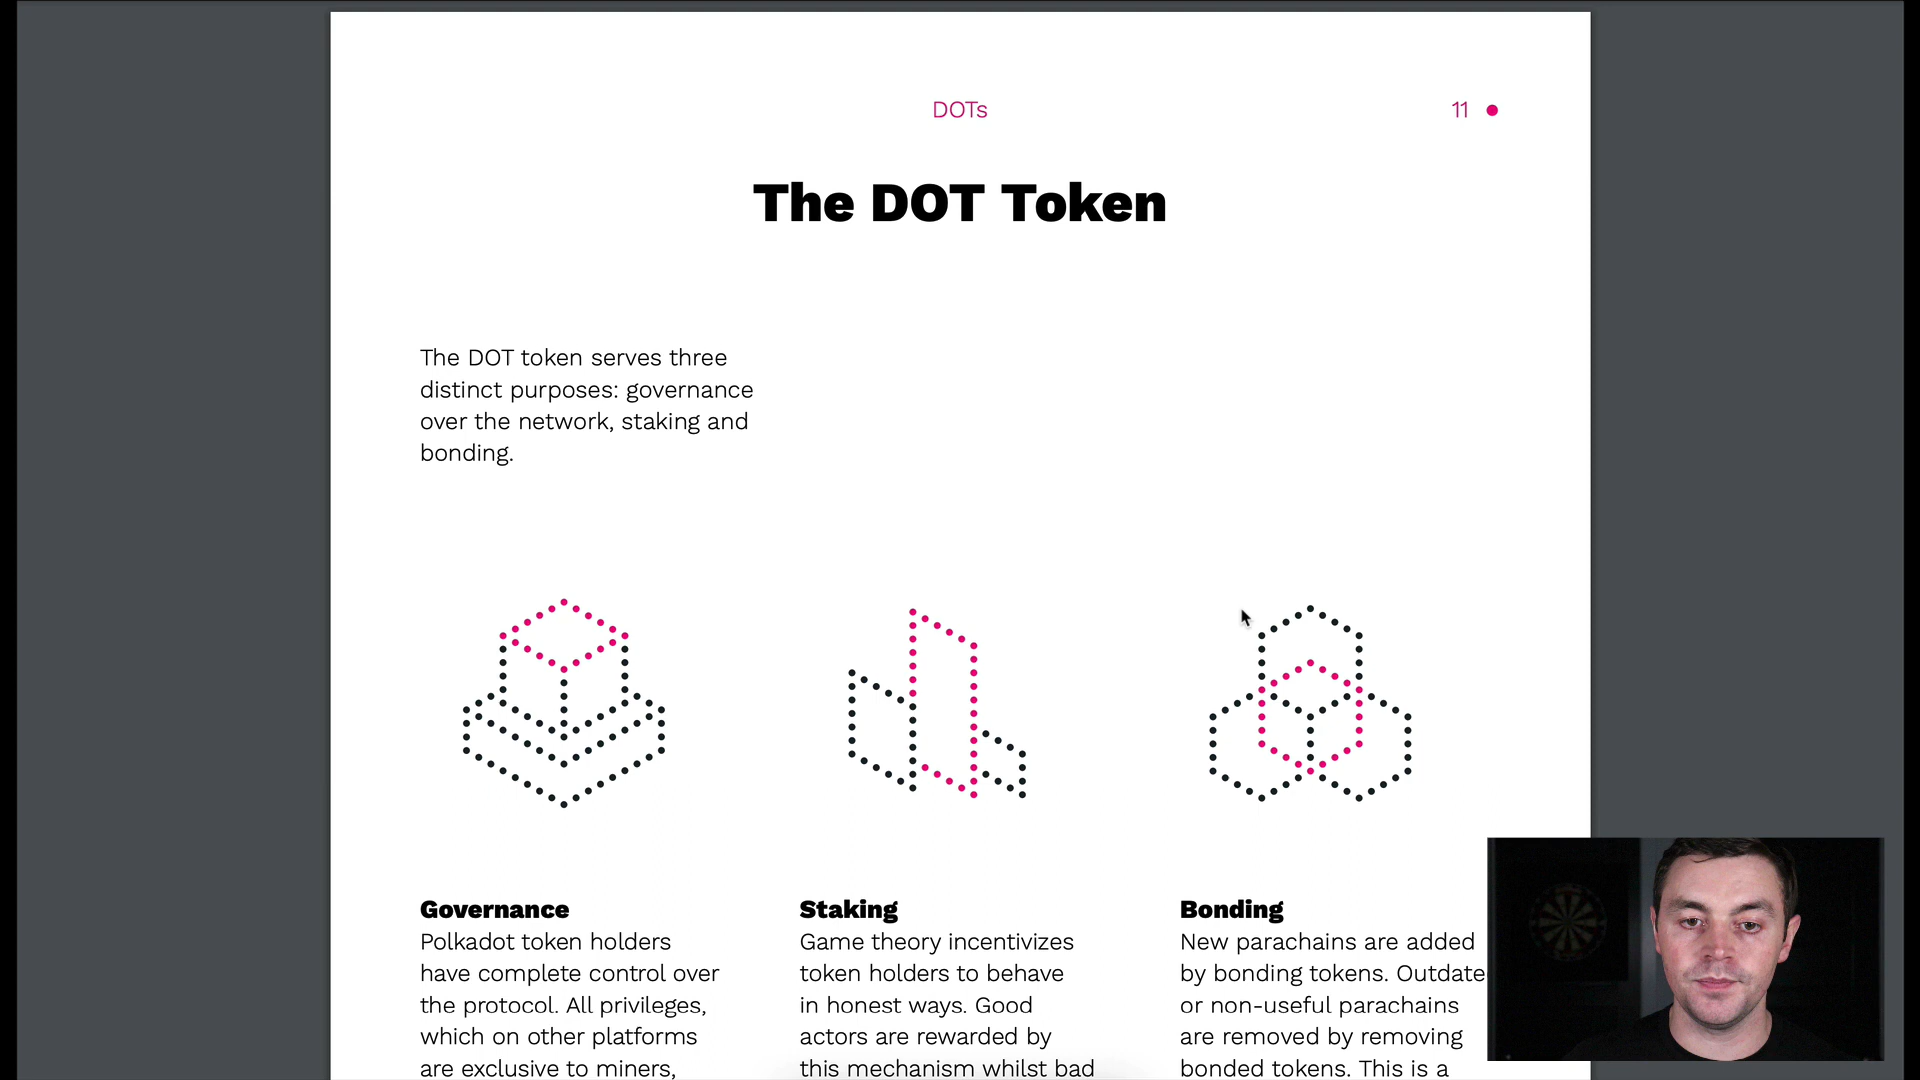 DOTs
11
The DOT Token
The DOT token serves three
distinct purposes: governance
over the network, staking and
bonding.
Governance
Polkadot token holders
have complete control over
the protocol. All privileges,
which on other platforms
are exclusive to miners,
Staking
Game theory incentivizes
token holders to behave
in honest ways. Good
actors are rewarded by
this mechanism whilst bad
Bonding
New parachains are added
by bonding tokens. Outdate
or non-useful parachains
are removed by removing
bonded tokens. This is a